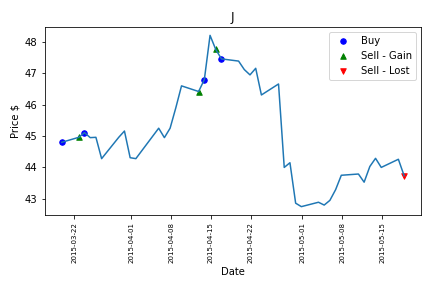 J
Price $
48
47
46
45
44
43
Buy
Sell - Gain
Sell - Lost
2015-03-22
2015-04-01
2015-04-08
2015-04-15
2015-04-22
2015-05-01
2015-05-08
2015-05-15
Date